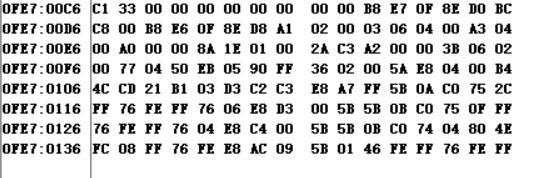 0FE7:00C6 C1 33 00 00 00 00 00 00 00 00 B8 E7 0F 8E D0 BC
0FE7:00D6 C8 00 B8 E6 0F 8E D8 A1 02 00 03 06 04 00 A3 04
0FE7:00E6 00 A0 00 00 8A 1E 01 00 2A C3 A2 00 00 3B 06 02
0FE7:00F6 00 77 04 50 EB 05 90 FF 36 02 00 5A E8 04 00 B4
0FE7:0106 4C CD 21 B1 03 D3 C2 C3 E8 A7 FF 5B 0A C0 75 2C
0FE7:0116 FF 76 FE FF 76 06 E8 D3 00 5B 5B 0B C0 75 0F FF
0FE7:0126 76 FE FF 76 04 E8 C4 00 5B 5B 0B C0 74 04 80 4E
0FE7:0136 FC 08 FF 76 FE E8 AC 09 5B 01 46 FE FF 76 FE FF